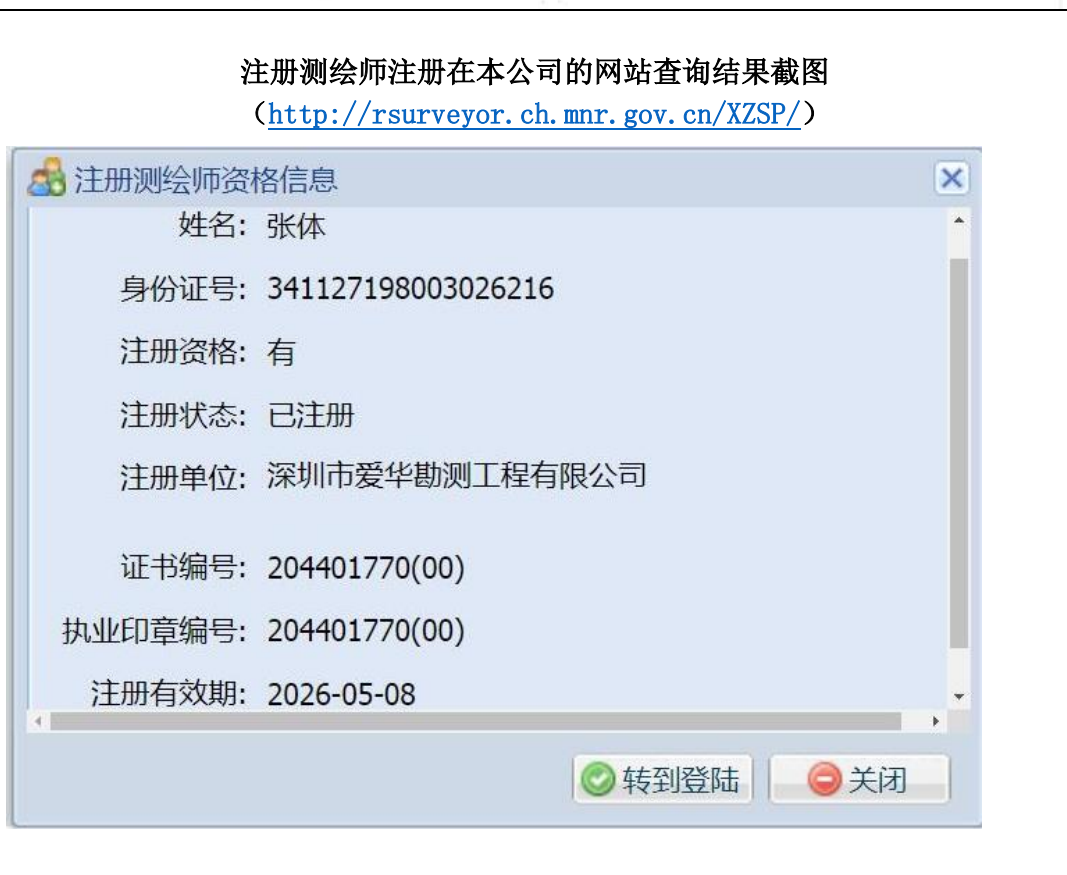 注册测绘师注册在本公司的网站查询结果截图
（http://rsurveyor.ch.mnr.gov.cn/XZSP/）
注册测绘师资格信息
姓名: 张体
身份证号: 341127198003026216
注册资格: 有
注册状态: 已注册
注册单位: 深圳市爱华勘测工程有限公司
证书编号: 204401770(00)
执业印章编号: 204401770(00)
注册有效期: 2026-05-08
转到登陆 关闭